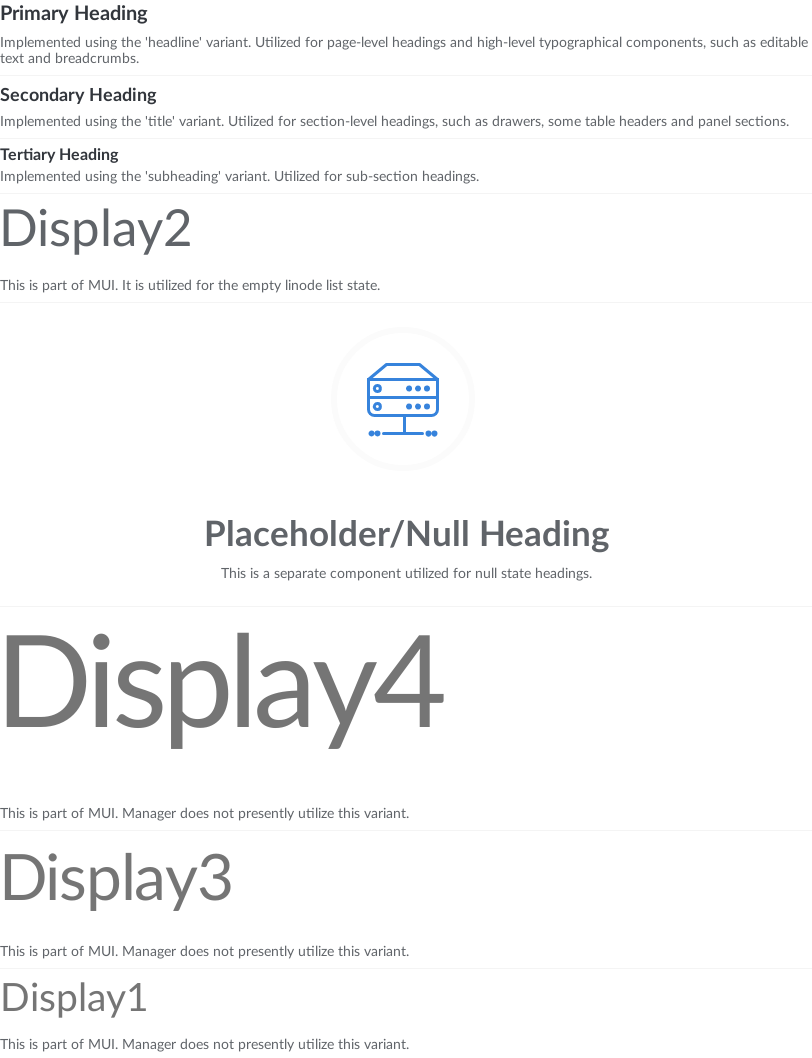 Primary Heading
Implemented using the 'headline' variant. Utilized for page-level headings and high-level typographical components, such as editable
text and breadcrumbs.
Secondary Heading
Implemented using the 'title' variant. Utilized for section-level headings, such as drawers, some table headers and panel sections.
Tertiary Heading
Implemented using the 'subheading' variant. Utilized for sub-section headings.
Display2
This is part of MUI. It is utilized for the empty linode list state.
Placeholder/Null Heading
This is a separate component utilized for null state headings.
Display4
This is part of MUI. Manager does not presently utilize this variant.
Display3
This is part of MUI. Manager does not presently utilize this variant.
Display1
This is part of MUI. Manager does not presently utilize this variant.